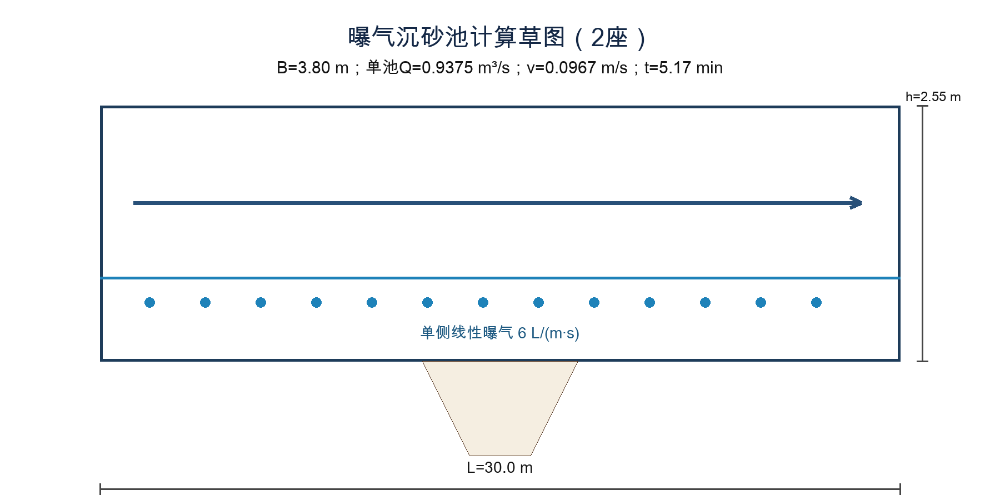 曝气沉砂池计算草图（2座）
B=3.80 m；单池Q=0.9375 m³/s；v=0.0967 m/s；t=5.17 min
h=2.55 m
单侧线性曝气 6 L/(m·s)
L=30.0 m